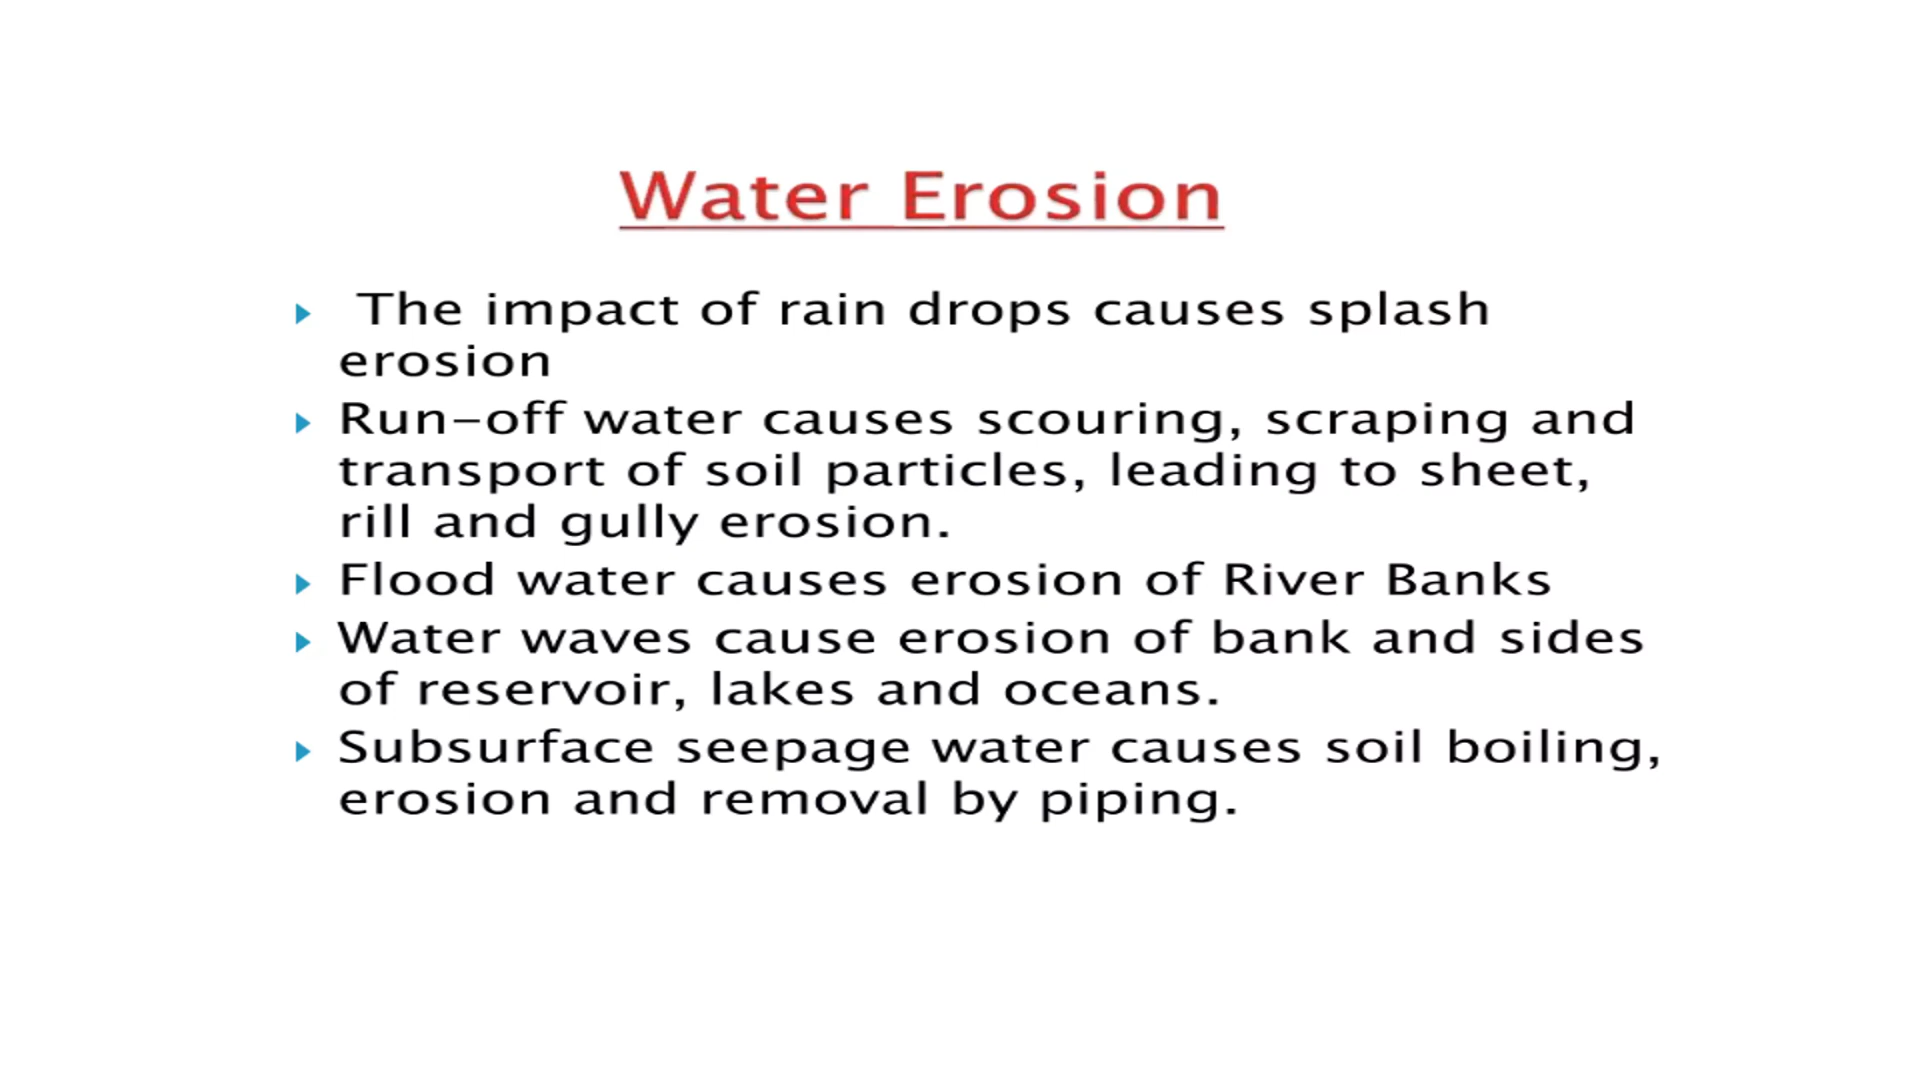 Water Erosion
The impact of rain drops causes splash
erosion
Run-off water causes scouring, scraping and
transport of soil particles, leading to sheet,
rill and gully erosion.
Flood water causes erosion of River Banks
Water waves cause erosion of bank and sides
of reservoir, lakes and oceans.
Subsurface seepage water causes soil boiling,
erosion and removal by piping.